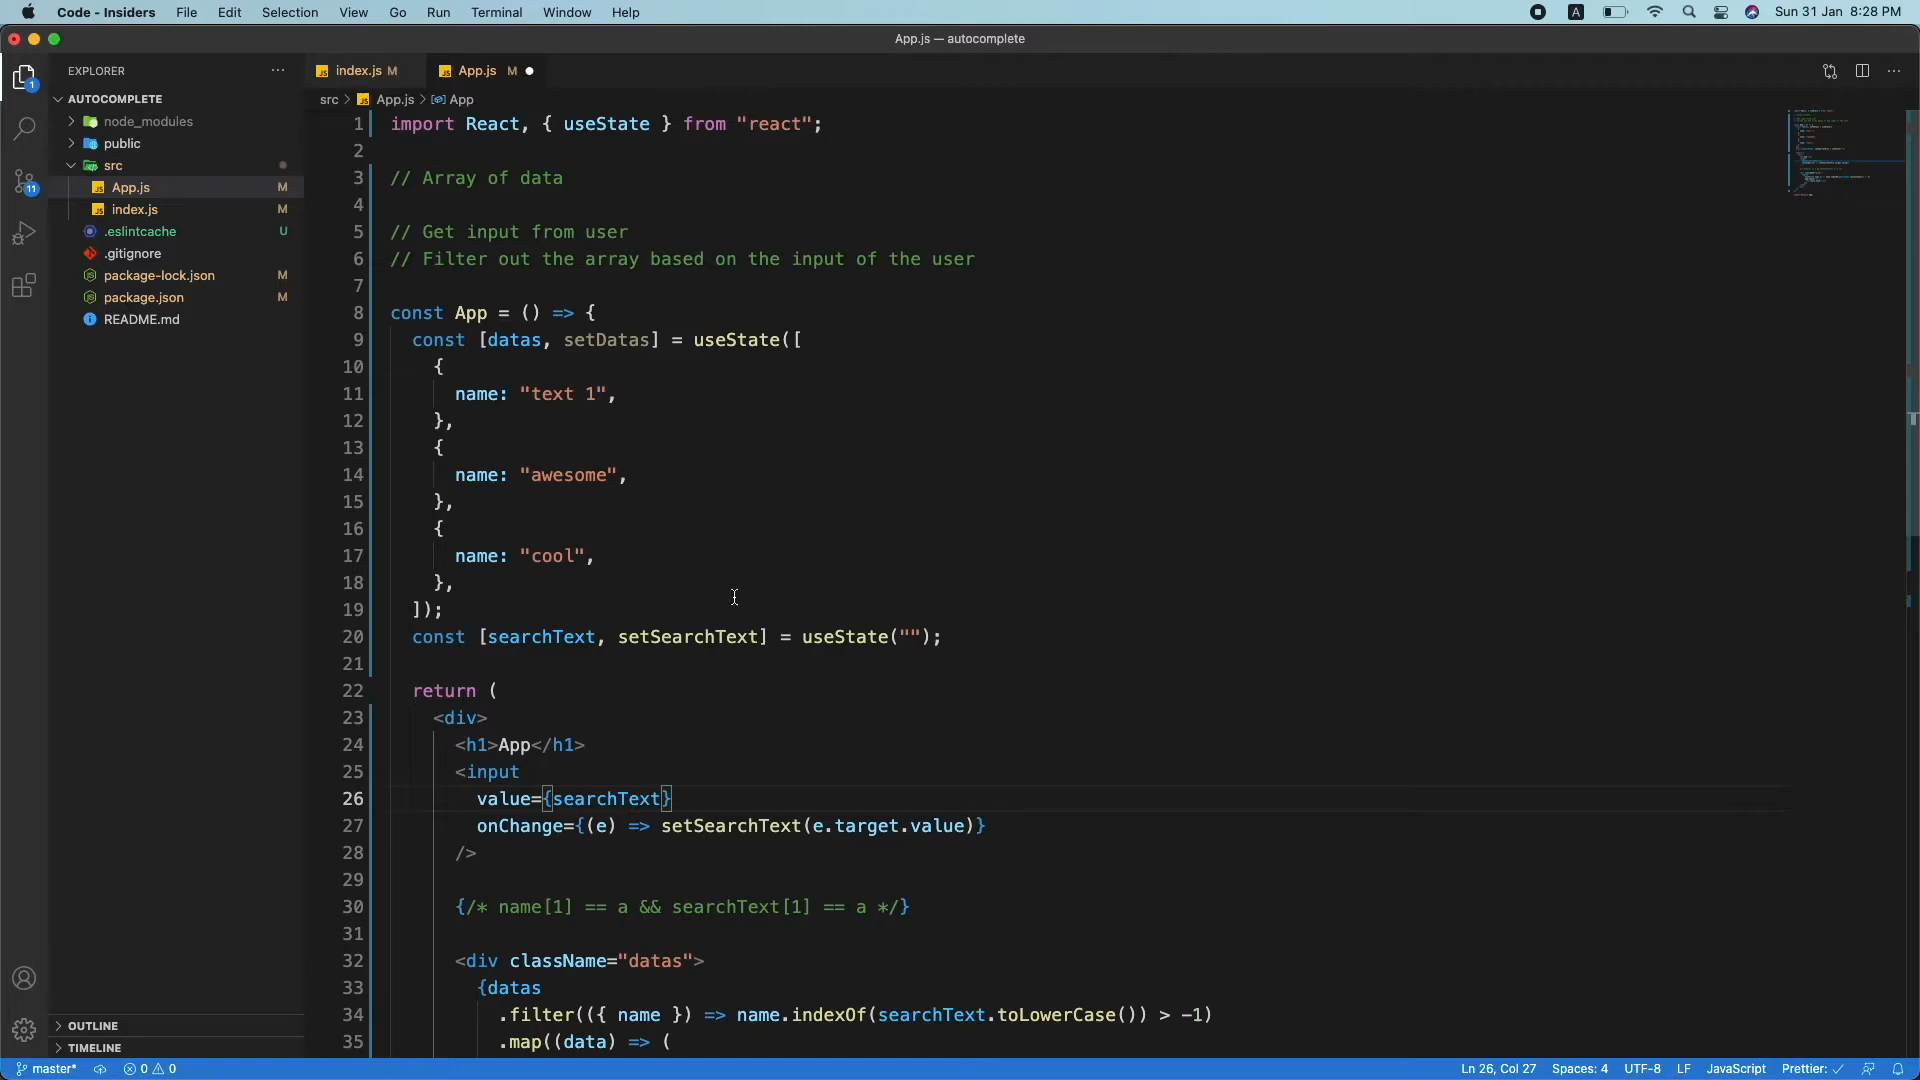 Code - Insiders File Edit Selection View Go Run Terminal Window Help A Sun 31 Jan 8:28 PM
App.js — autocomplete
EXPLORER
index.js M
App.js M
AUTOCOMPLETE
src > App.js > App
node_modules
public
src
App.js M
index.js M
.eslintcache U
.gitignore
package-lock.json M
package.json M
README.md
1
11
OUTLINE
TIMELINE
1 import React, { useState } from "react";
2
3 // Array of data
4
5 // Get input from user
6 // Filter out the array based on the input of the user
7
8 const App = () => {
9 const [datas, setDatas] = useState([
10 {
11 name: "text 1",
12 },
13 {
14 name: "awesome",
15 },
16 {
17 name: "cool",
18 },
19 ]);
20 const [searchText, setSearchText] = useState("");
21
22 return (
23 <div>
24 <h1>App</h1>
25 <input
26 value={searchText}
27 onChange={(e) => setSearchText(e.target.value)}
28 />
29
30 {/* name[1] == a && searchText[1] == a */}
31
32 <div className="datas">
33 {datas
34 .filter(({ name }) => name.indexOf(searchText.toLowerCase()) > -1)
35 .map((data) => (
master* 0 0 Ln 26, Col 27 Spaces: 4 UTF-8 LF JavaScript Prettier: ✓